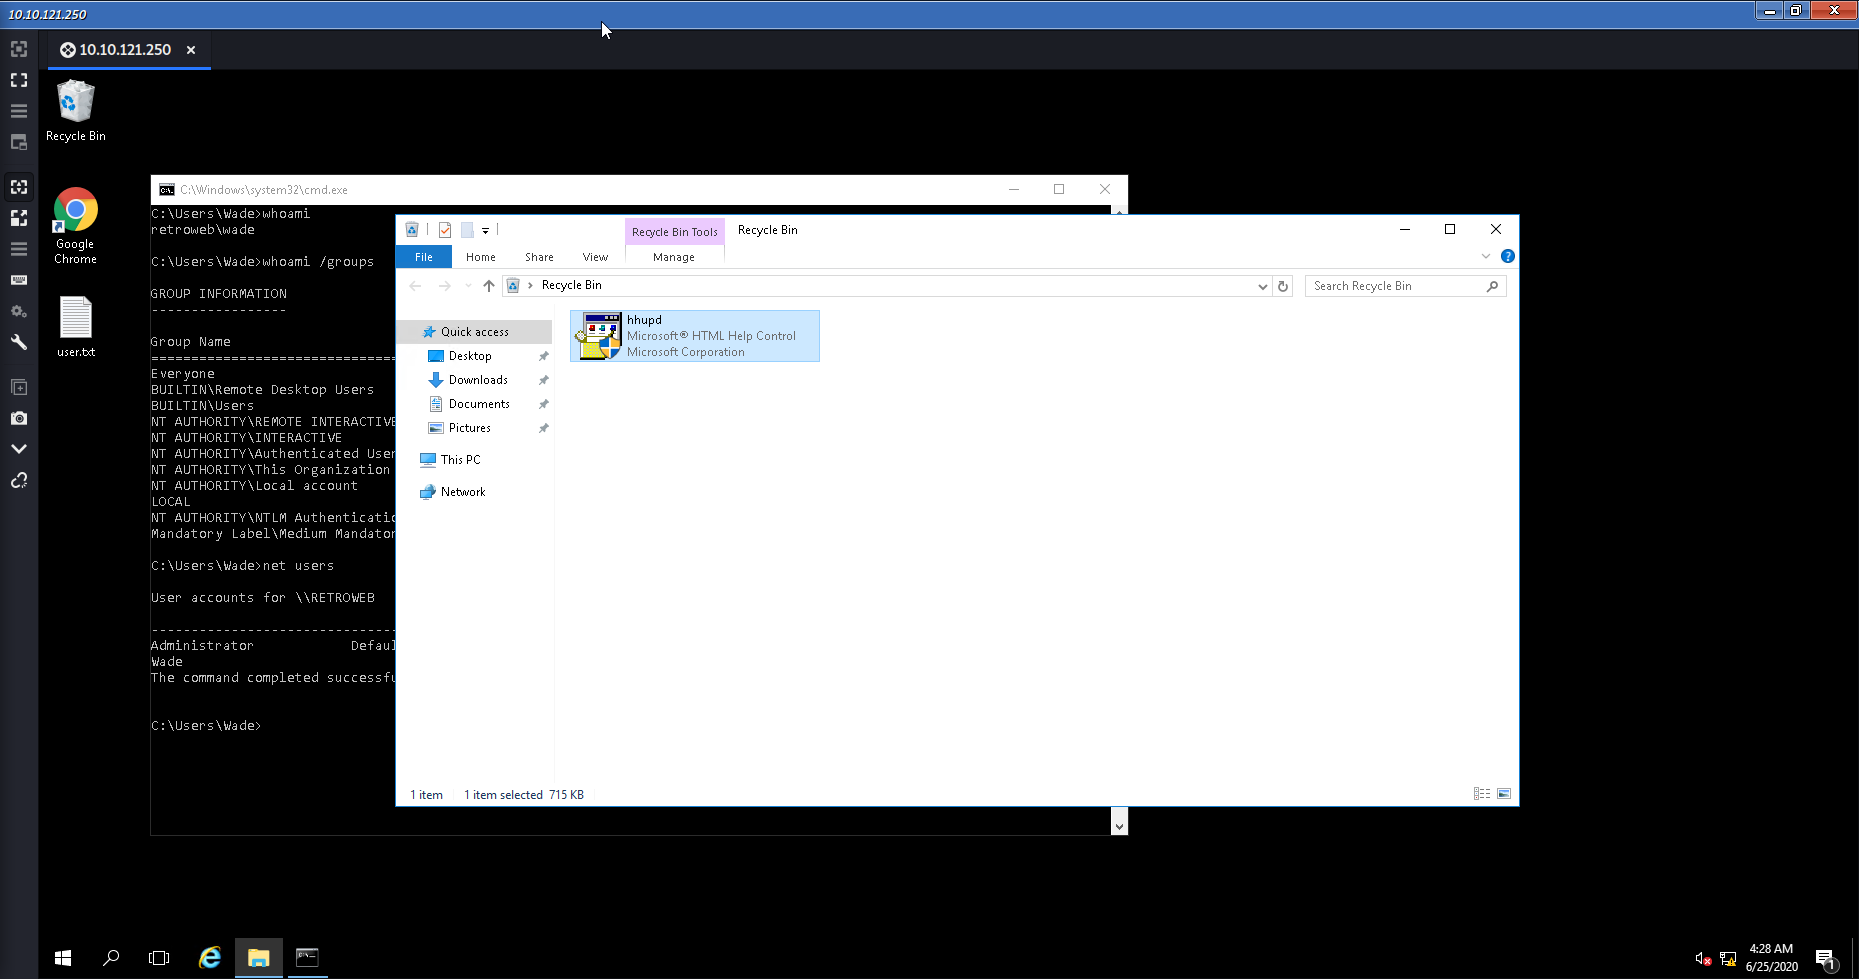 10.10.121.250
10.10.121.250
Recycle Bin
Google
Chrome
user.txt
C:\Windows\system32\cmd.exe
C:\Users\Wade>whoami
retroweb\wade
C:\Users\Wade>whoami /groups
GROUP INFORMATION
-----------------
Group Name
===============================
Everyone
BUILTIN\Remote Desktop Users
BUILTIN\Users
NT AUTHORITY\REMOTE INTERACTIVE
NT AUTHORITY\INTERACTIVE
NT AUTHORITY\Authenticated User
NT AUTHORITY\This Organization
NT AUTHORITY\Local account
LOCAL
NT AUTHORITY\NTLM Authenticatio
Mandatory Label\Medium Mandator
C:\Users\Wade>net users
User accounts for \\RETROWEB
-------------------------------
Administrator Defaul
Wade
The command completed successfu
C:\Users\Wade>
Recycle Bin Tools Recycle Bin
File Home Share View Manage
Recycle Bin
Search Recycle Bin
Quick access
Desktop
Downloads
Documents
Pictures
This PC
Network
hhupd
Microsoft® HTML Help Control
Microsoft Corporation
1 item 1 item selected 715 KB
4:28 AM
6/25/2020
1